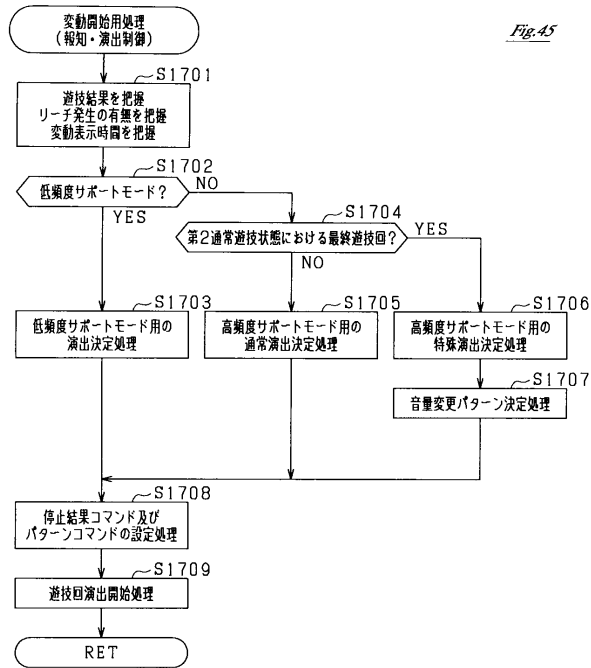 変動開始用処理
(報知・演出制御)
Fig.45
S1701
遊技結果を把握
リーチ発生の有無を把握
変動表示時間を把握
S1702
低頻度サポートモード?
NO
YES
S1704
第2通常遊技状態における最終遊技回?
YES
NO
S1703
低頻度サポートモード用の
演出決定処理
S1705
高頻度サポートモード用の
通常演出決定処理
S1706
高頻度サポートモード用の
特殊演出決定処理
S1707
音量変更パターン決定処理
S1708
停止結果コマンド及び
パターンコマンドの設定処理
S1709
遊技回演出開始処理
RET